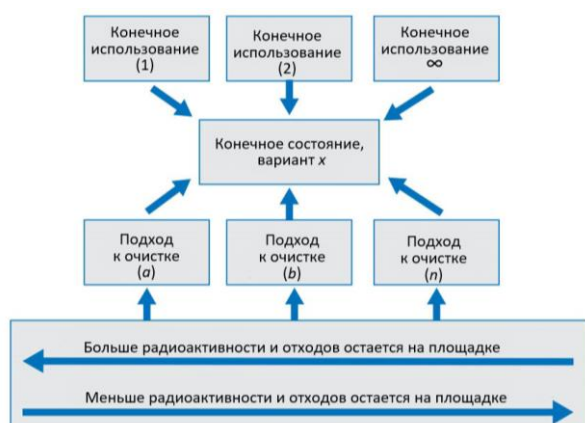 Конечное
использование
(1)
Конечное
использование
(2)
Конечное
использование
∞
Конечное состояние,
вариант x
Подход
к очистке
(a)
Подход
к очистке
(b)
Подход
к очистке
(n)
Больше радиоактивности и отходов остается на площадке
Меньше радиоактивности и отходов остается на площадке